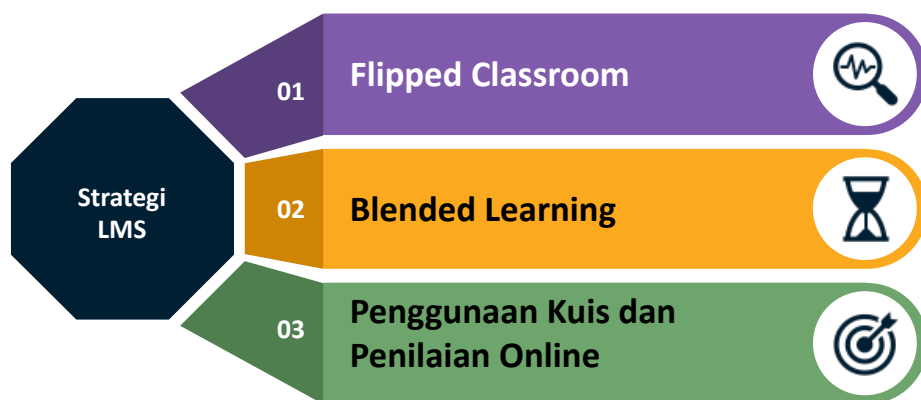 Strategi
LMS
01
Flipped Classroom
02
Blended Learning
03
Penggunaan Kuis dan
Penilaian Online